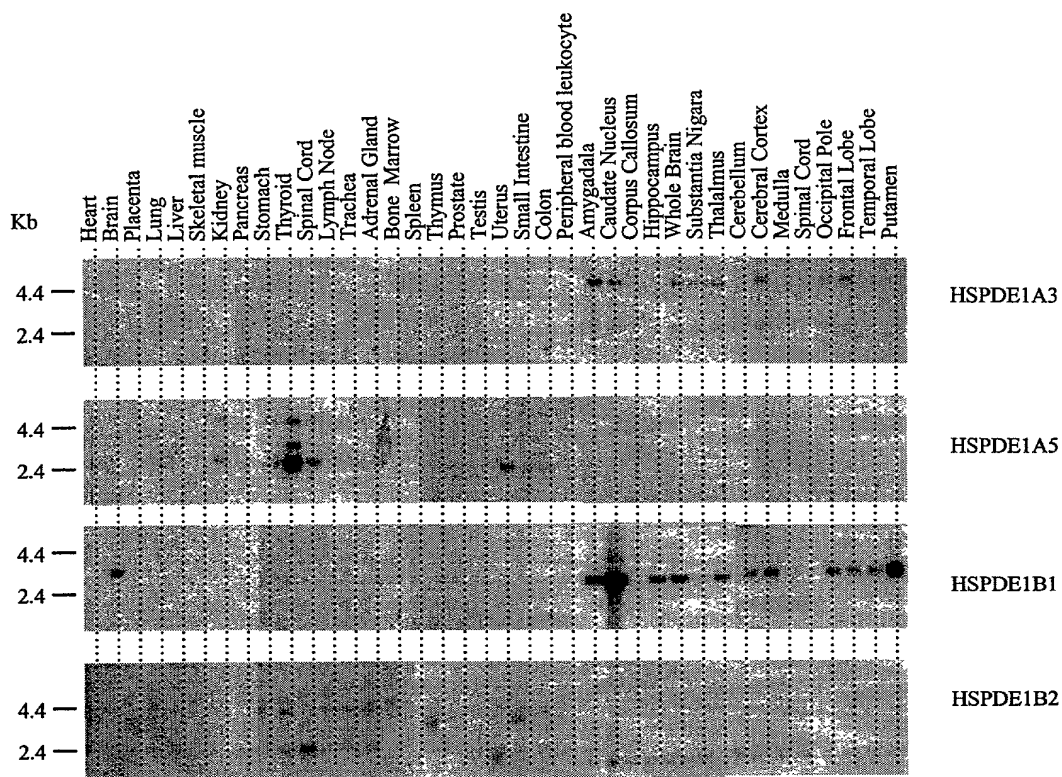 Kb
Heart
Brain
Placenta
Lung
Liver
Skeletal muscle
Kidney
Pancreas
Stomach
Thyroid
Spinal Cord
Lymph Node
Trachea
Adrenal Gland
Bone Marrow
Spleen
Thymus
Prostate
Testis
Uterus
Small Intestine
Colon
Peripheral blood leukocyte
Amygadala
Caudate Nucleus
Corpus Callosum
Hippocampus
Whole Brain
Substantia Nigara
Thalmus
Cerebellum
Cerebral Cortex
Medulla
Spinal Cord
Occipital Pole
Frontal Lobe
Temporal Lobe
Putamen
4.4
2.4
HSPDE1A3
4.4
2.4
HSPDE1A5
4.4
2.4
HSPDE1B1
4.4
2.4
HSPDE1B2